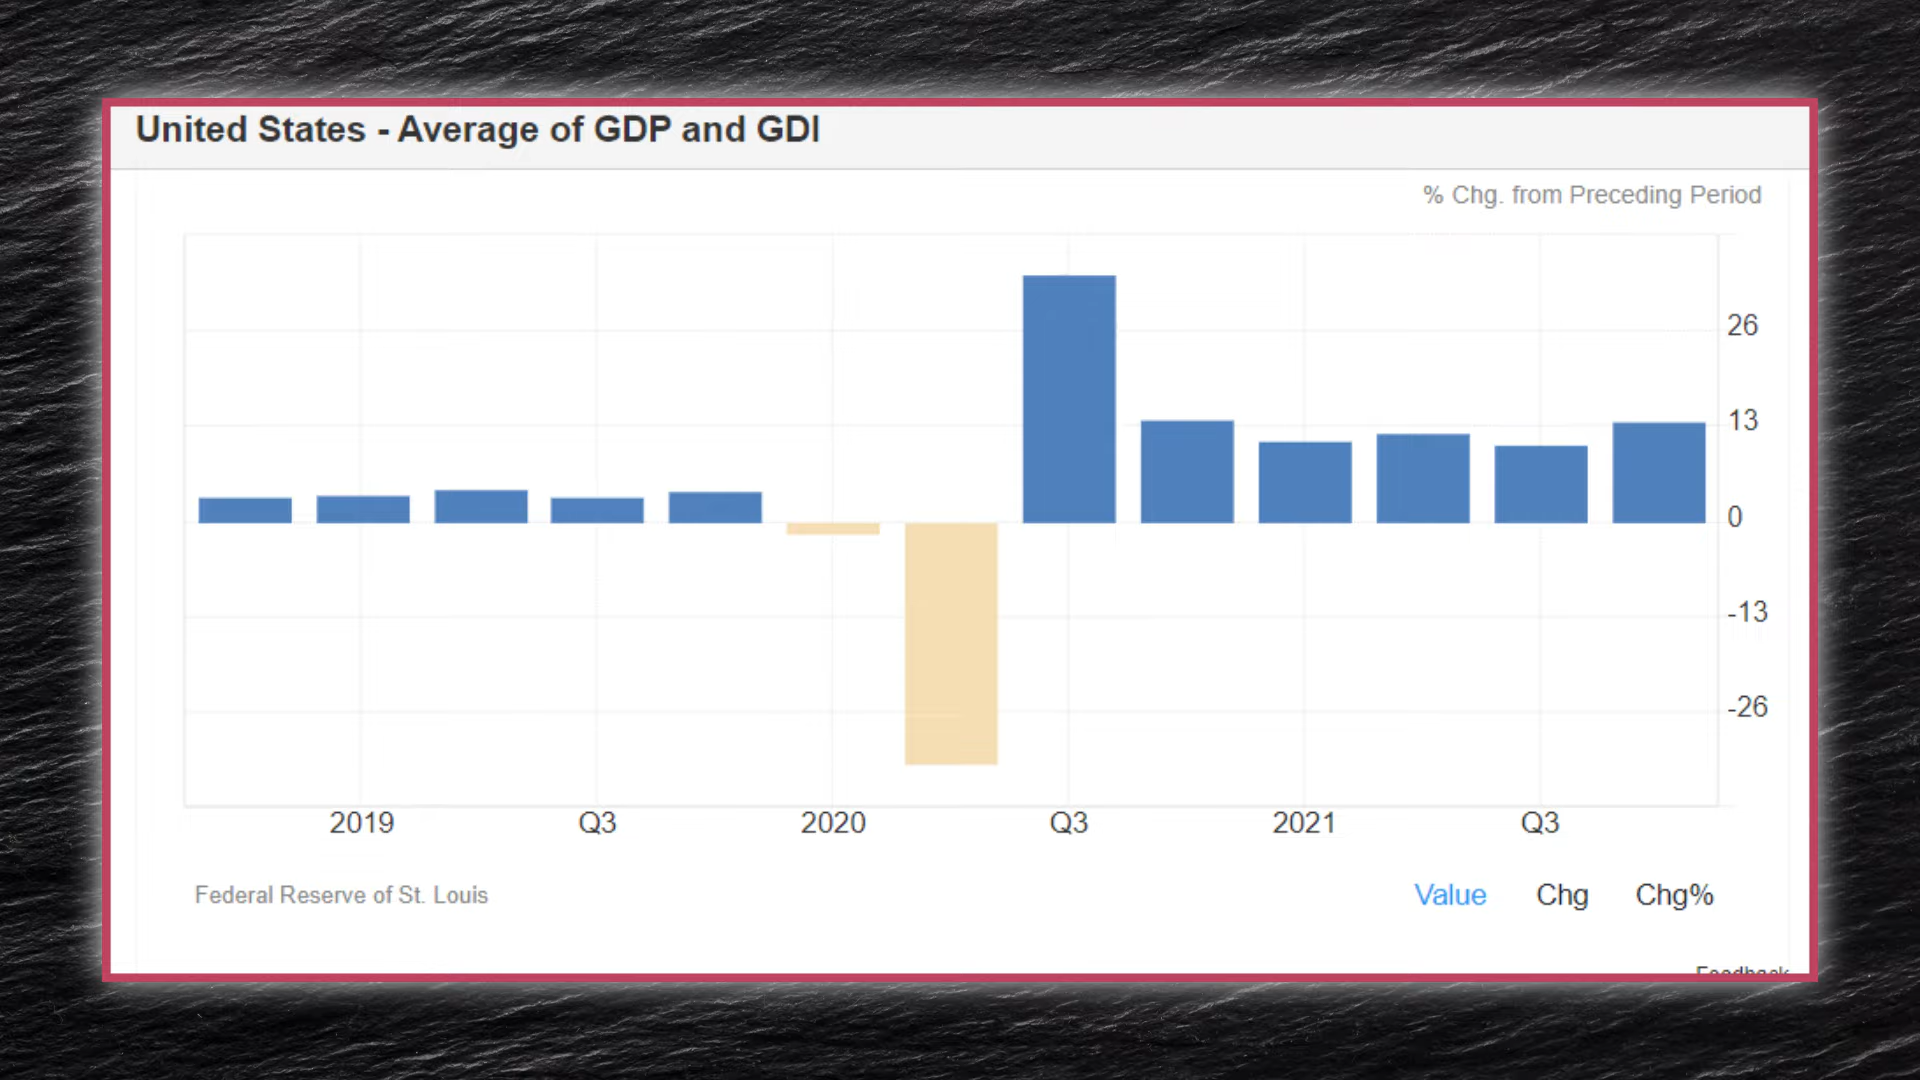 United States - Average of GDP and GDI
% Chg. from Preceding Period
26
13
0
-13
-26
2019 Q3 2020 Q3 2021 Q3
Federal Reserve of St. Louis
Value Chg Chg%
Feedback